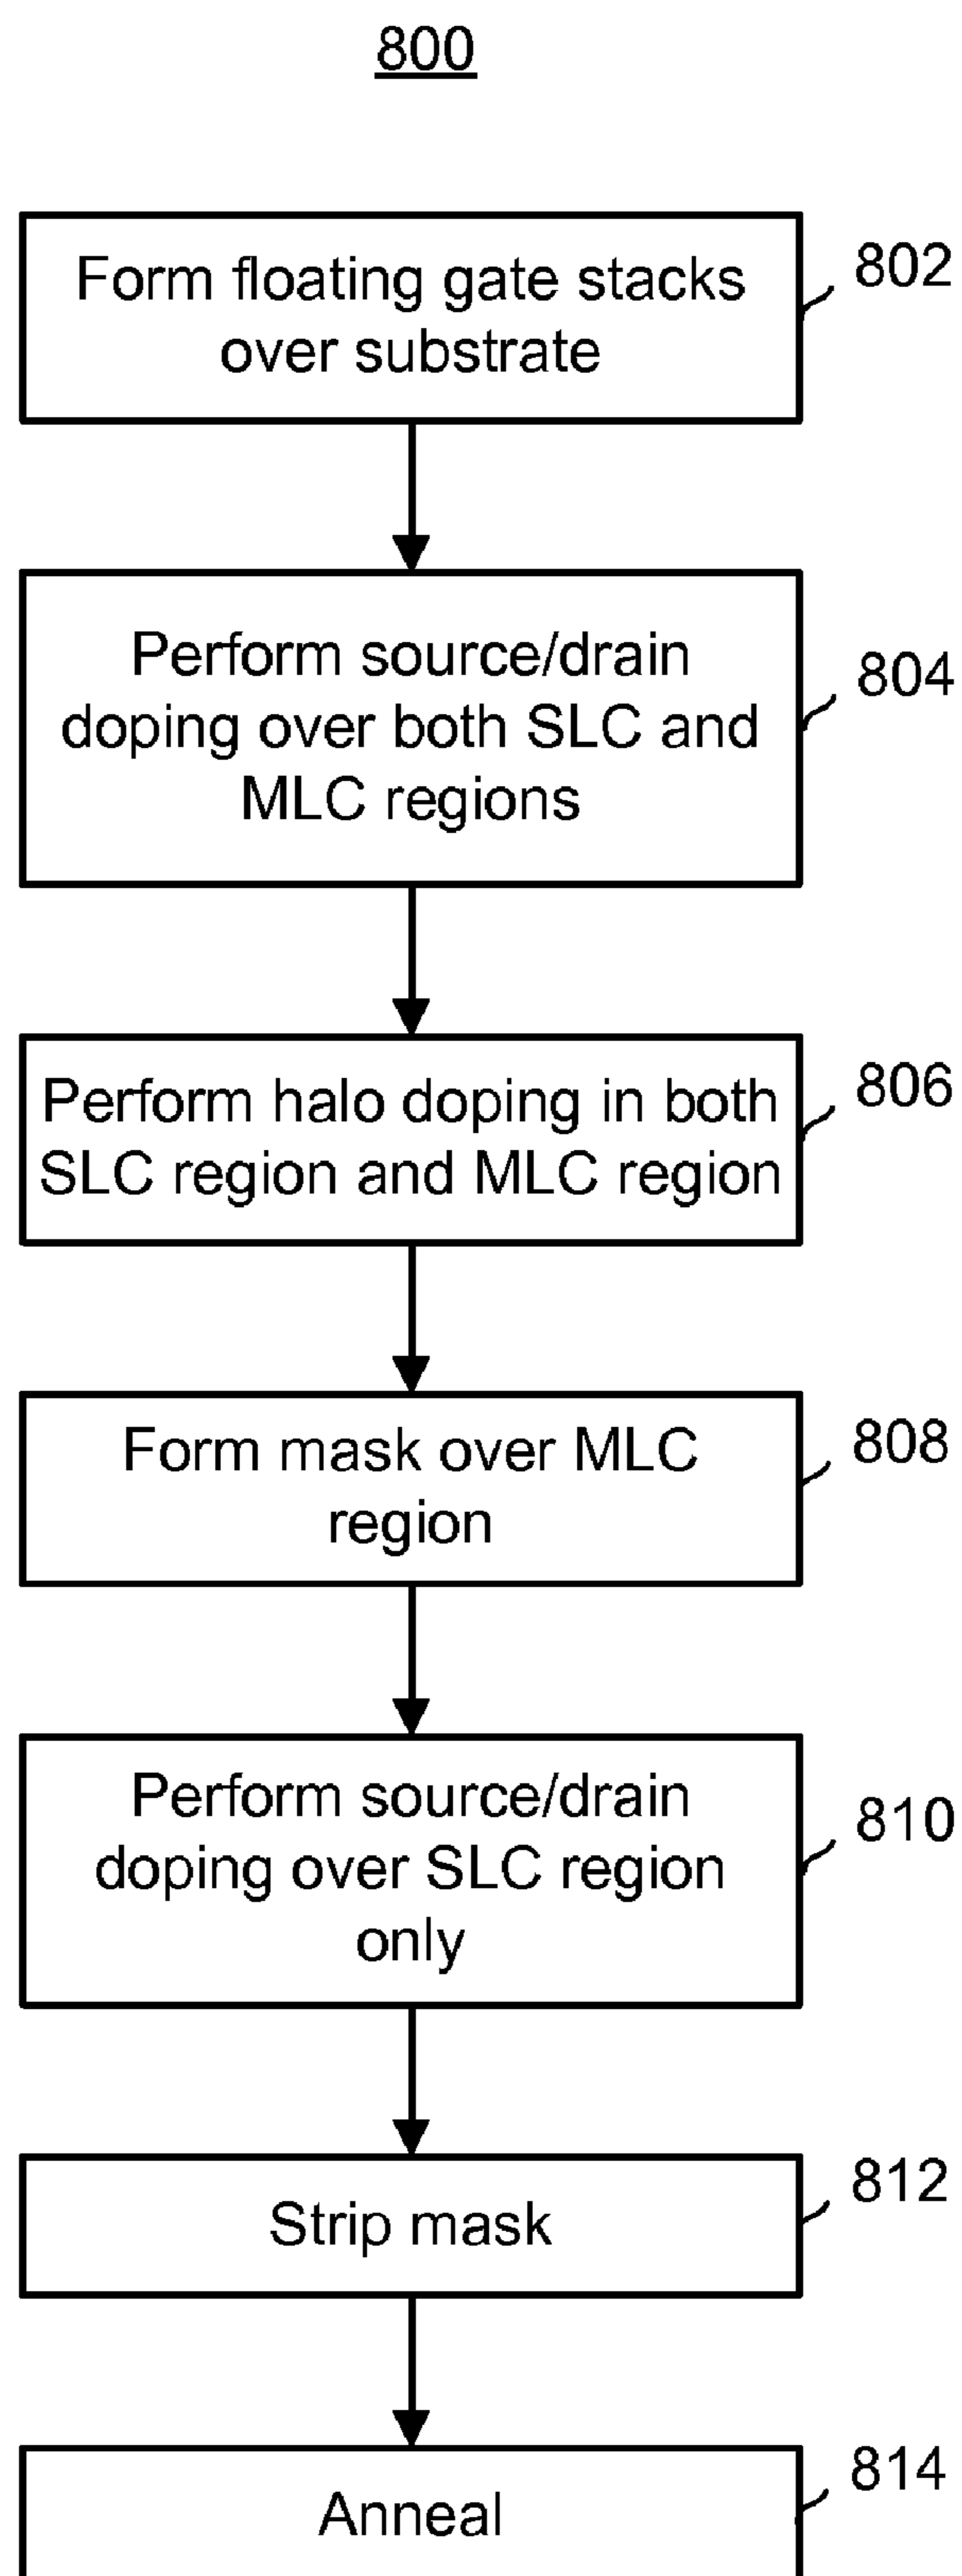 800
Form floating gate stacks
over substrate
802
Perform source/drain
doping over both SLC and
MLC regions
804
Perform halo doping in both
SLC region and MLC region
806
Form mask over MLC
region
808
Perform source/drain
doping over SLC region
only
810
Strip mask
812
Anneal
814